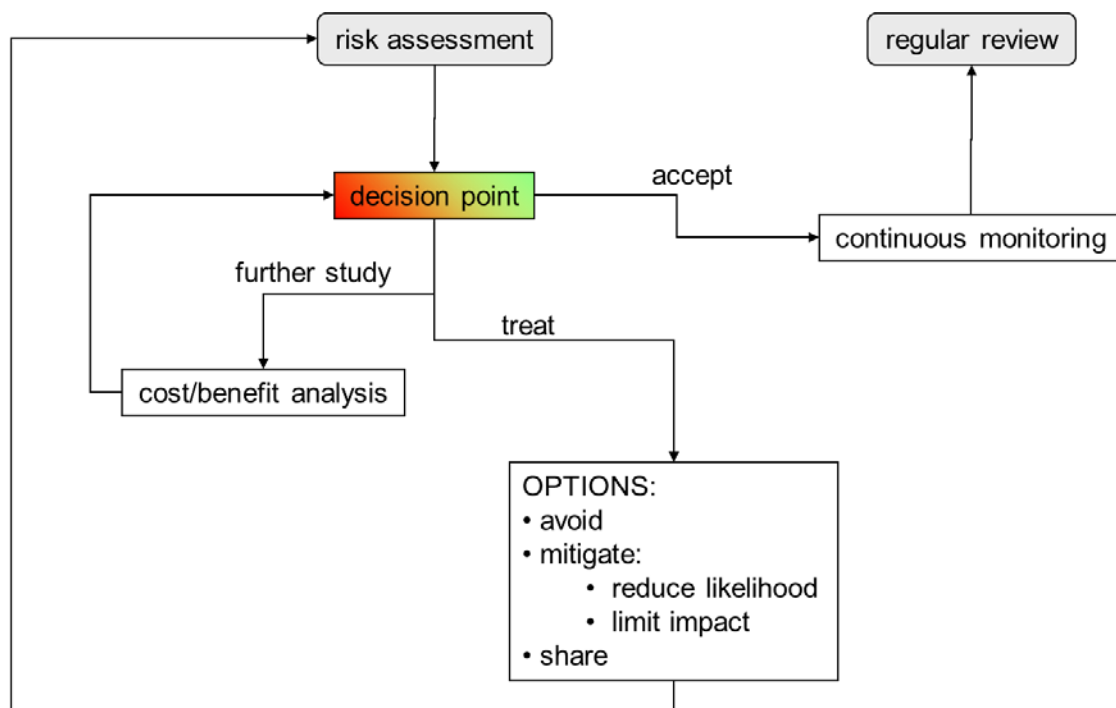 risk assessment
regular review
decision point
accept
continuous monitoring
further study
treat
cost/benefit analysis
OPTIONS:
• avoid
• mitigate:
• reduce likelihood
• limit impact
• share